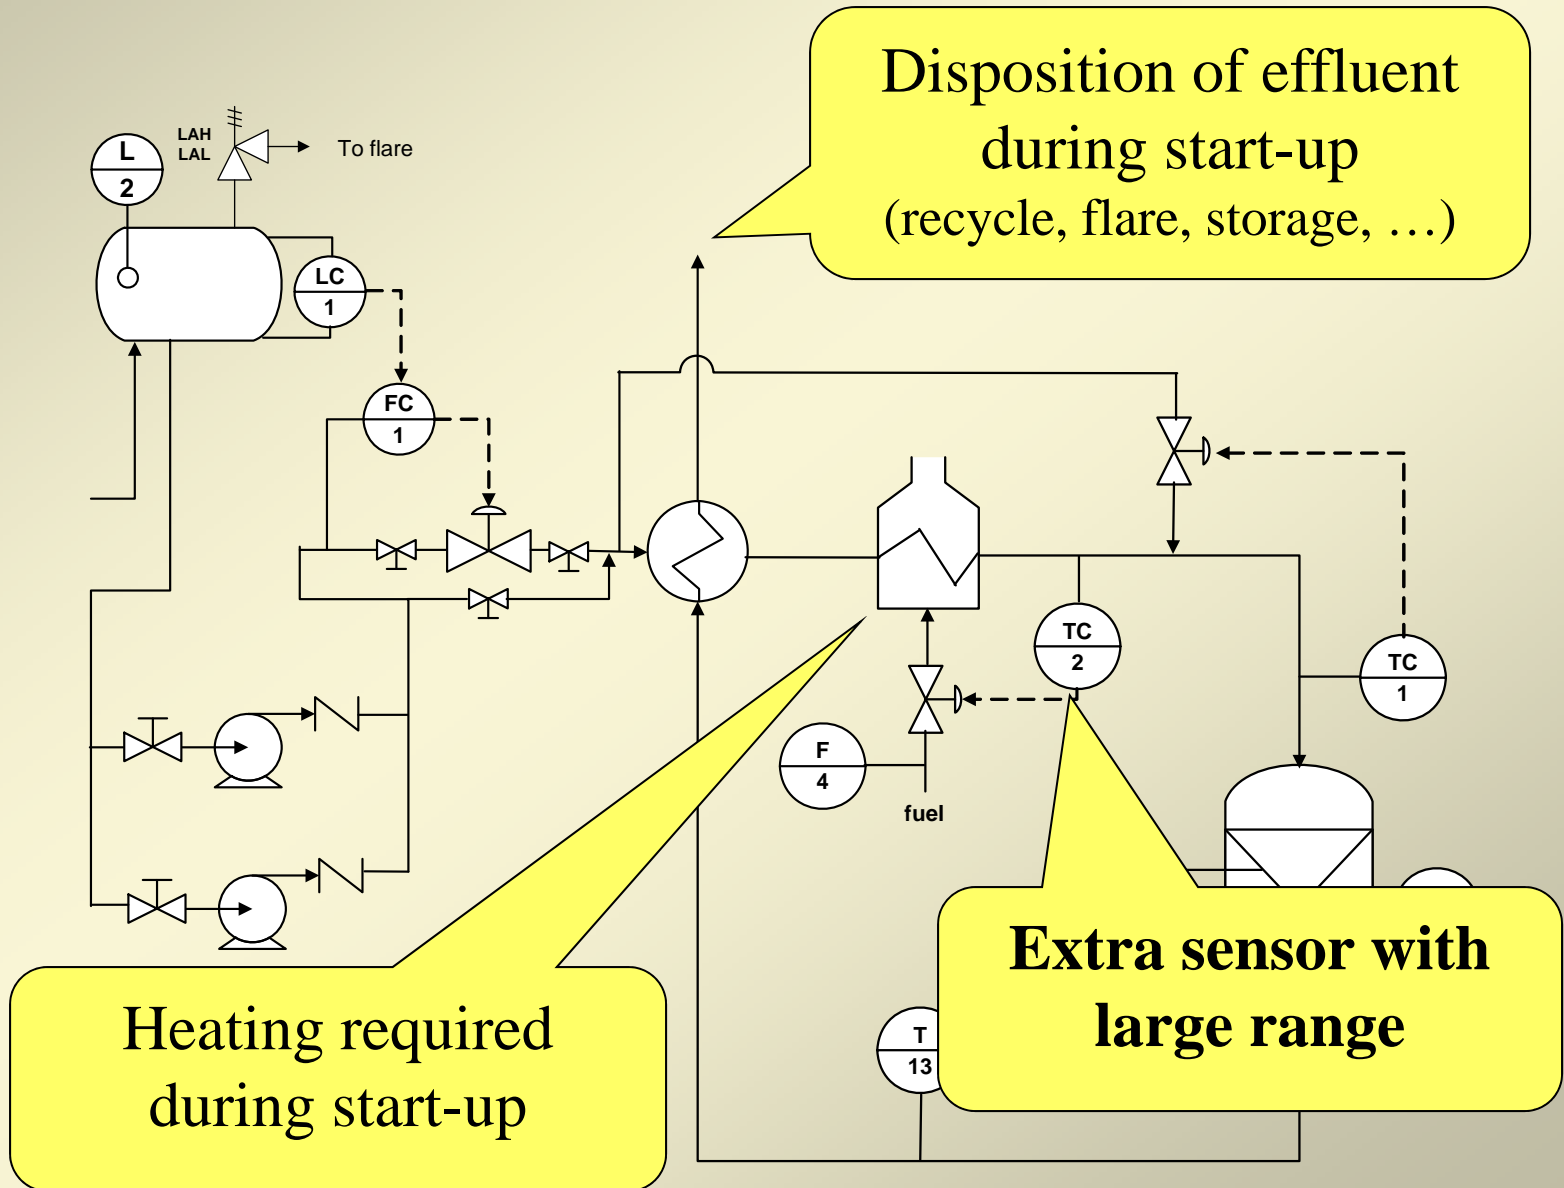 Disposition of effluent
during start-up
(recycle, flare, storage, …)
LAH
LAL
To flare
L
2
LC
1
FC
1
TC
2
TC
1
F
4
fuel
Extra sensor with
large range
Heating required
during start-up
T
13